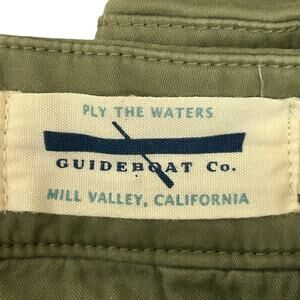 PLY THE WATERS
GUIDEBOAT Co.
MILL VALLEY, CALIFORNIA